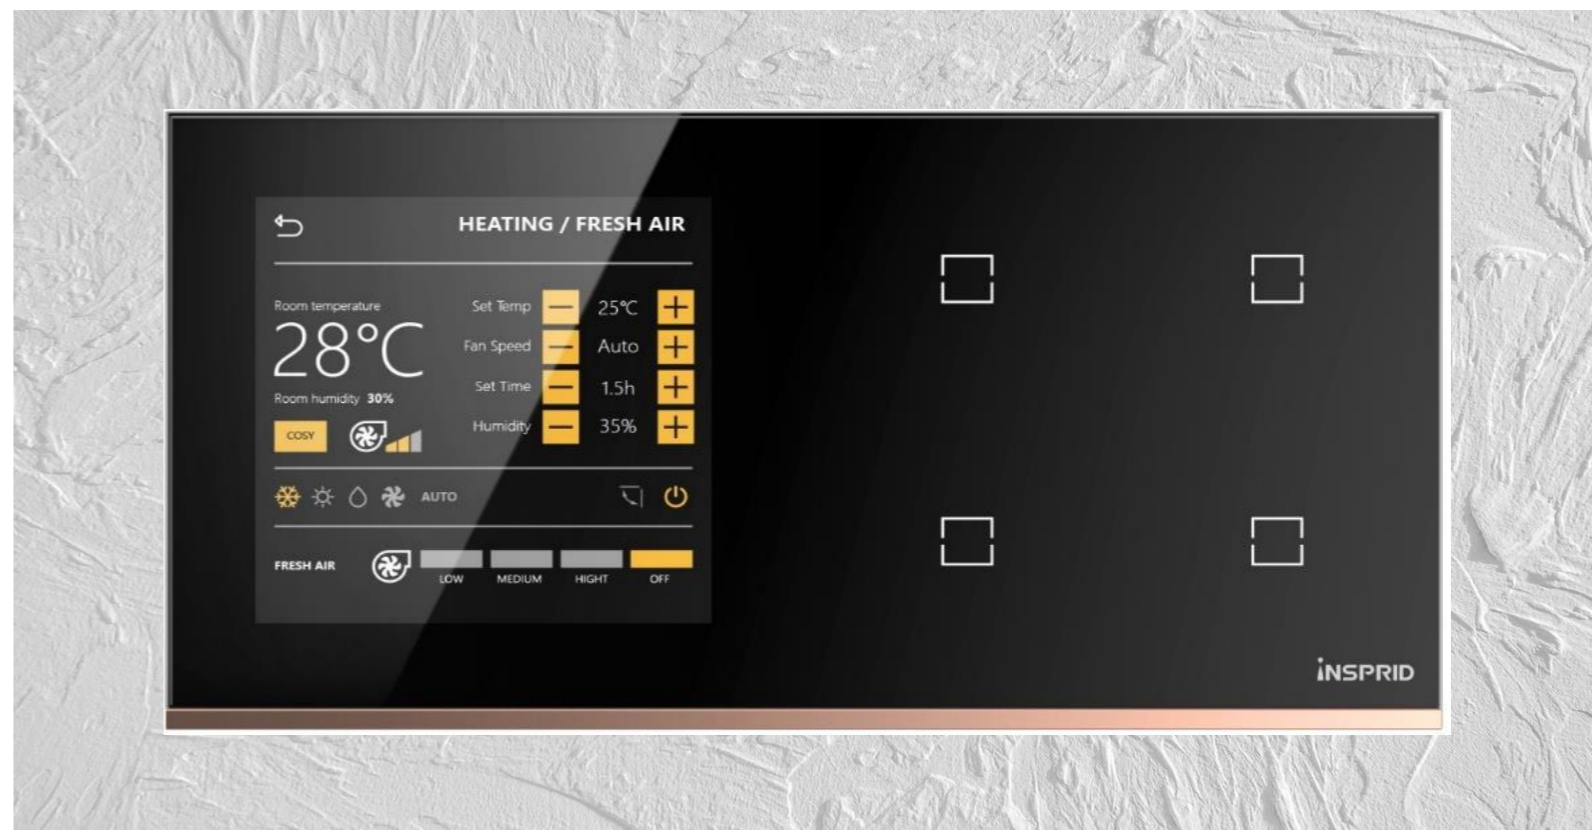 HEATING / FRESH AIR
Room temperature
28°C
Room humidity 30%
COSY
Set Temp — 25°C +
Fan Speed — Auto +
Set Time — 1.5h +
Humidity — 35% +
AUTO
FRESH AIR
LOW MEDIUM HIGHT OFF
iNSPRID